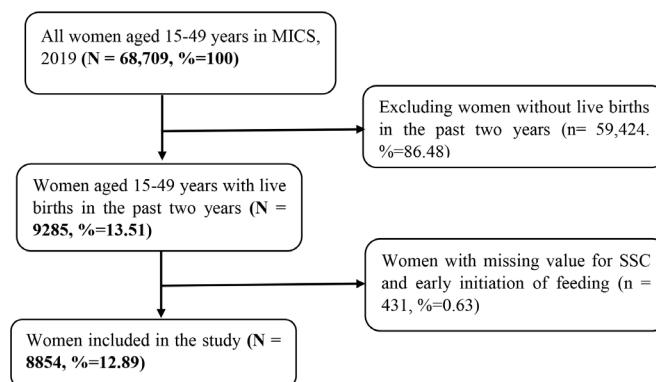 All women aged 15-49 years in MICS,
2019 (N = 68,709, %=100)
Excluding women without live births
in the past two years (n= 59,424.
%=86.48)
Women aged 15-49 years with live
births in the past two years (N =
9285, %=13.51)
Women with missing value for SSC
and early initiation of feeding (n =
431, %=0.63)
Women included in the study (N =
8854, %=12.89)